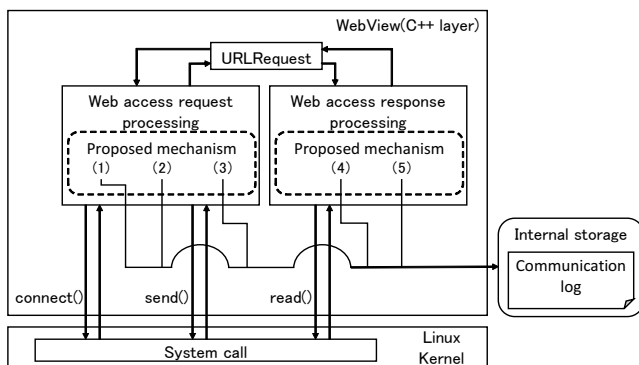 WebView(C++ layer)
URLRequest
Web access request
processing
Web access response
processing
Proposed mechanism
(1) (2) (3)
Proposed mechanism
(4) (5)
Internal storage
Communication
log
connect()
send()
read()
Linux
Kernel
System call